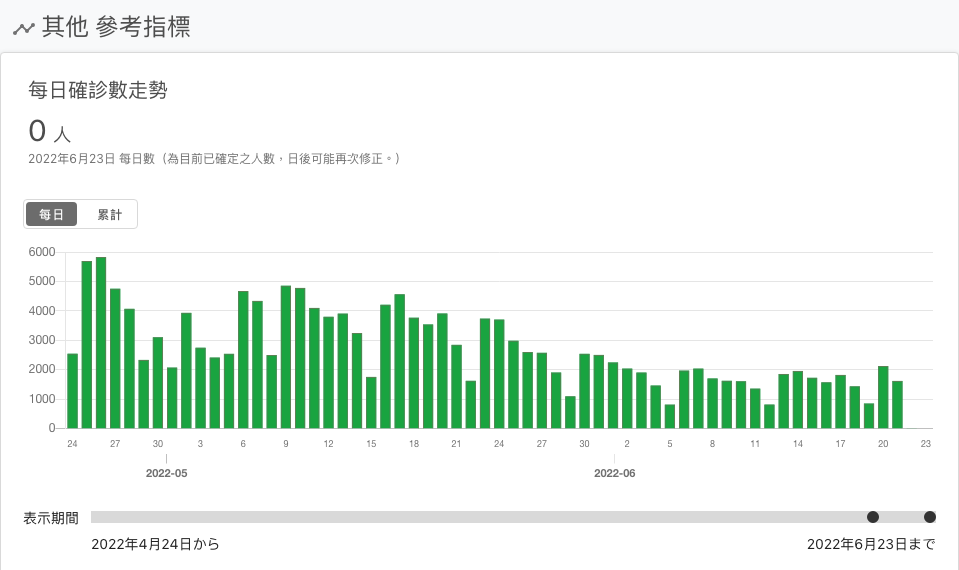 其他 參考指標
每日確診數走勢
0 人
2022年6月23日 每日數（為目前已確定之人數，日後可能再次修正。）
每日 累計
6000
5000
4000
3000
2000
1000
0
24 27 30 3 6 9 12 15 18 21 24 27 30 2 5 8 11 14 17 20 23
2022-05 2022-06
表示期間
2022年4月24日から 2022年6月23日まで